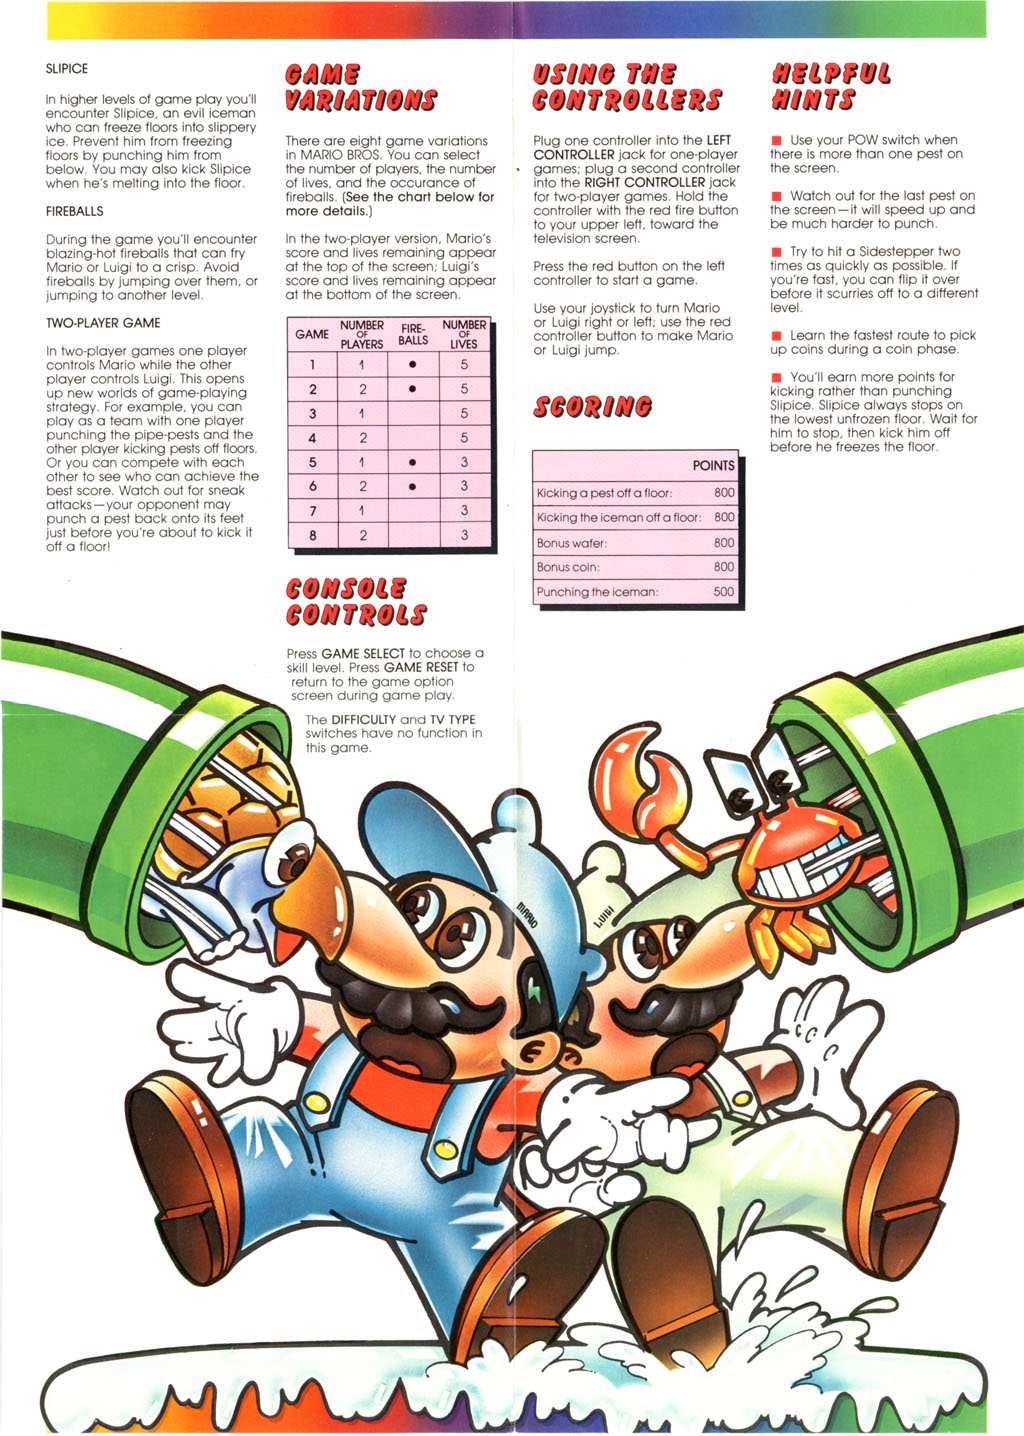 SLIPICE
In higher levels of game play you'll
encounter Slipice, an evil iceman
who can freeze floors into slippery
ice. Prevent him from freezing
floors by punching him from
below. You may also kick Slipice
when he's melting into the floor.
FIREBALLS
During the game you'll encounter
blazing-hot fireballs that can fry
Mario or Luigi to a crisp. Avoid
fireballs by jumping over them, or
jumping to another level.
TWO-PLAYER GAME
In two-player games one player
controls Mario while the other
player controls Luigi. This opens
up new worlds of game-playing
strategy. For example, you can
play as a team with one player
punching the pipe-pests and the
other player kicking pests off floors.
Or you can compete with each
other to see who can achieve the
best score. Watch out for sneak
attacks—your opponent may
punch a pest back onto its feet
just before you're about to kick it
off a floor!
GAME
VARIATIONS
There are eight game variations
in MARIO BROS. You can select
the number of players, the number
of lives, and the occurance of
fireballs. (See the chart below for
more details.)
In the two-player version, Mario's
score and lives remaining appear
at the top of the screen; Luigi's
score and lives remaining appear
at the bottom of the screen.
GAME NUMBER OF PLAYERS FIRE-BALLS NUMBER OF LIVES
1 1 • 5
2 2 • 5
3 1 5
4 2 5
5 1 • 3
6 2 • 3
7 1 3
8 2 3
CONSOLE
CONTROLS
Press GAME SELECT to choose a
skill level. Press GAME RESET to
return to the game option
screen during game play.
The DIFFICULTY and TV TYPE
switches have no function in
this game.
USING THE
CONTROLLERS
Plug one controller into the LEFT
CONTROLLER jack for one-player
games; plug a second controller
into the RIGHT CONTROLLER jack
for two-player games. Hold the
controller with the red fire button
to your upper left, toward the
television screen.
Press the red button on the left
controller to start a game.
Use your joystick to turn Mario
or Luigi right or left; use the red
controller button to make Mario
or Luigi jump.
SCORING
POINTS
Kicking a pest off a floor: 800
Kicking the iceman off a floor: 800
Bonus wafer: 800
Bonus coin: 800
Punching the iceman: 500
HELPFUL
HINTS
■ Use your POW switch when
there is more than one pest on
the screen.
■ Watch out for the last pest on
the screen—it will speed up and
be much harder to punch.
■ Try to hit a Sidestepper two
times as quickly as possible. If
you're fast, you can flip it over
before it scurries off to a different
level.
■ Learn the fastest route to pick
up coins during a coin phase.
■ You'll earn more points for
kicking rather than punching
Slipice. Slipice always stops on
the lowest unfrozen floor. Wait for
him to stop, then kick him off
before he freezes the floor.
MARIO
LUIGI